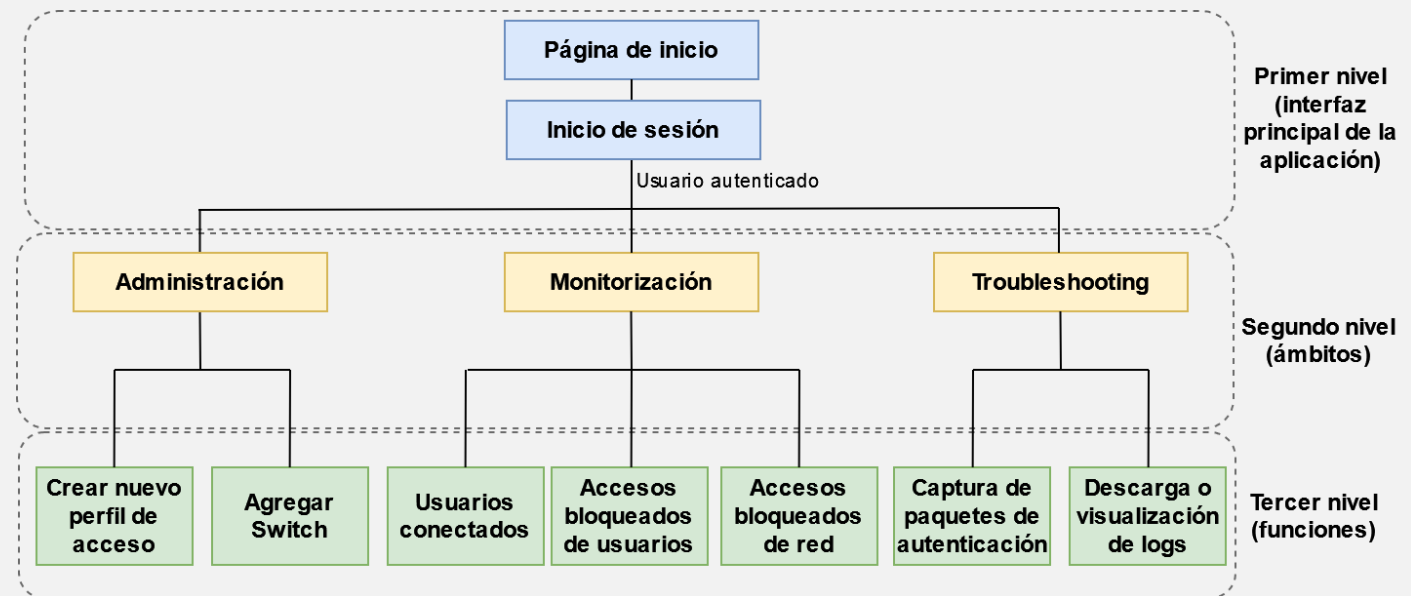 Página de inicio
Inicio de sesión
Usuario autenticado
Primer nivel
(interfaz
principal de la
aplicación)
Administración
Monitorización
Troubleshooting
Segundo nivel
(ámbitos)
Crear nuevo
perfil de
acceso
Agregar
Switch
Usuarios
conectados
Accesos
bloqueados
de usuarios
Accesos
bloqueados
de red
Captura de
paquetes de
autenticación
Descarga o
visualización
de logs
Tercer nivel
(funciones)